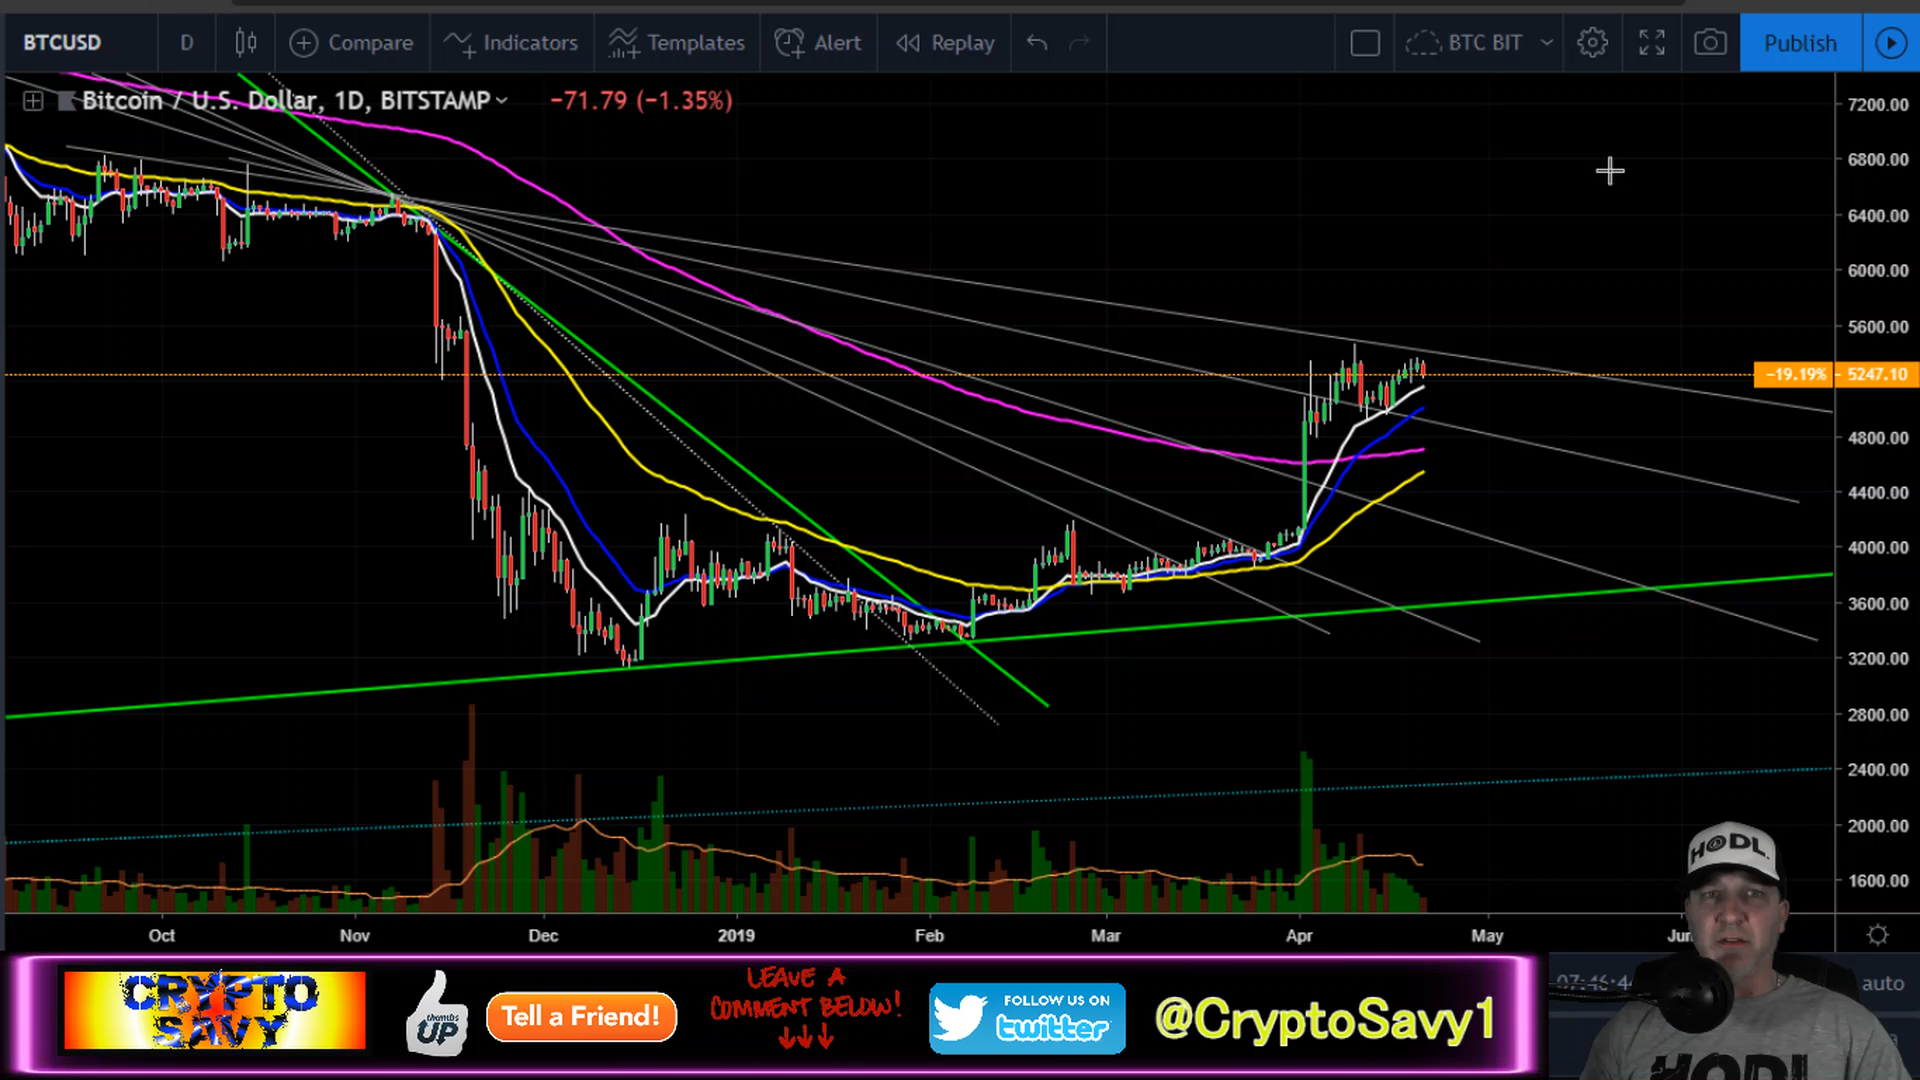 BTCUSD D Compare Indicators Templates Alert Replay BTC BIT Publish
Bitcoin / U.S. Dollar, 1D, BITSTAMP −71.79 (−1.35%)
7200.00
6800.00
6400.00
6000.00
5600.00
−19.19% 5247.10
4800.00
4400.00
4000.00
3600.00
3200.00
2800.00
2400.00
2000.00
1600.00
Oct Nov Dec 2019 Feb Mar Apr May
HODL.
auto
CRYPTO
SAVY
thumbs
UP
Tell a Friend!
LEAVE A
COMMENT BELOW!
FOLLOW US ON
twitter
@CryptoSavy1
HODL